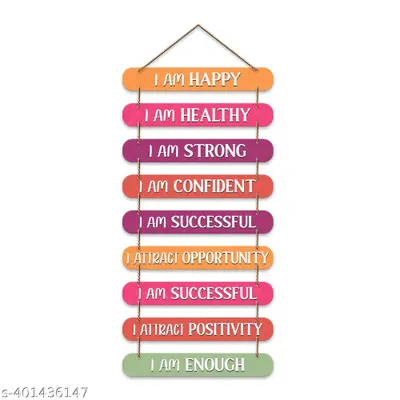 I AM HAPPY
I AM HEALTHY
I AM STRONG
I AM CONFIDENT
I AM SUCCESSFUL
I ATTRACT OPPORTUNITY
I AM SUCCESSFUL
I ATTRACT POSITIVITY
I AM ENOUGH
s-401436147